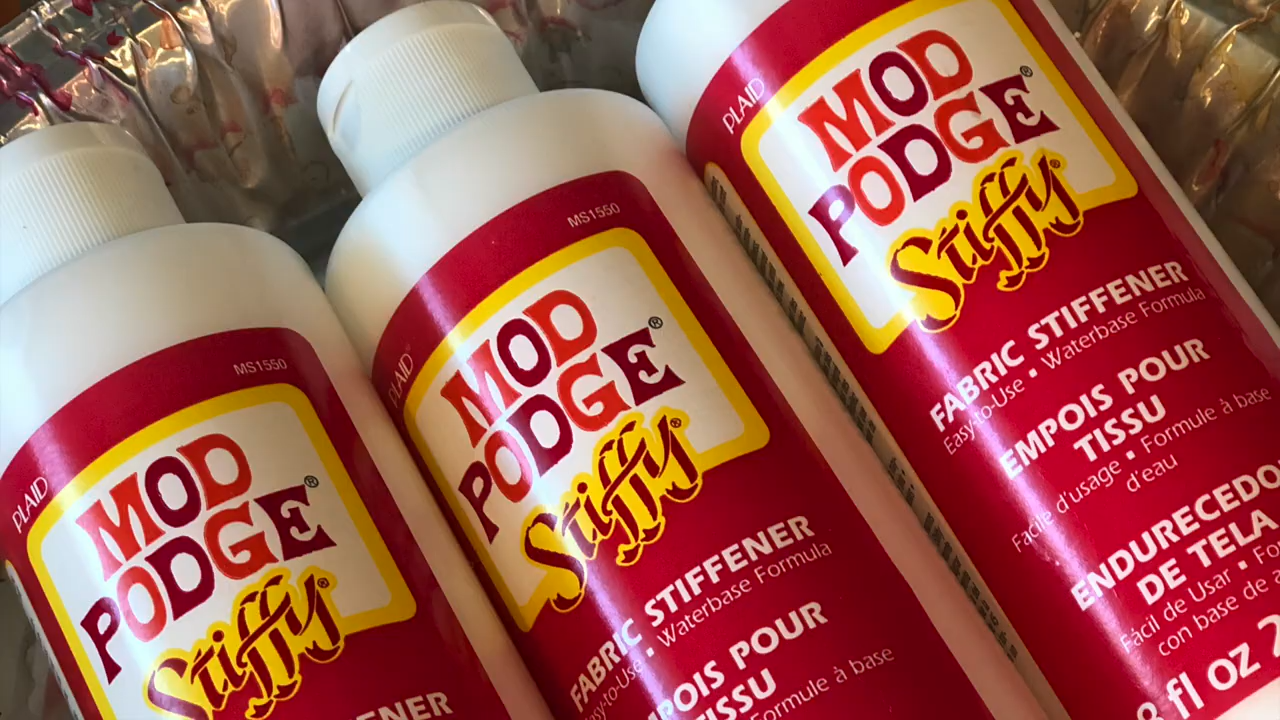 PLAID
MS1550
MOD
PODGE®
Stiffy®
PLAID
MS1550
MOD
PODGE®
Stiffy®
FABRIC STIFFENER
Waterbase Formula
TISSU
Formule à base
PLAID
MOD
PODGE®
Stiffy®
FABRIC STIFFENER
Easy-to-Use ▪ Waterbase Formula
EMPOIS POUR
TISSU
Facile d'usage ▪ Formule à base
d'eau
DE TELA
Fácil de Usar ▪
con base de
fl oz